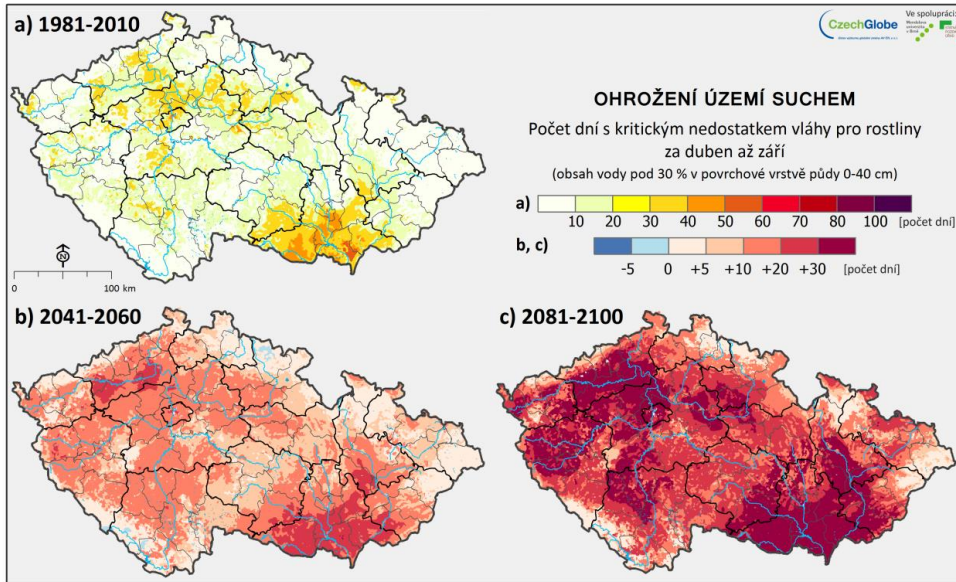 a) 1981-2010
CzechGlobe
Ve spolupráci:
OHROŽENÍ ÚZEMÍ SUCHEM
Počet dní s kritickým nedostatkem vláhy pro rostliny
za duben až září
(obsah vody pod 30 % v povrchové vrstvě půdy 0-40 cm)
a)
10 20 30 40 50 60 70 80 100 [počet dní]
b, c)
-5 0 +5 +10 +20 +30 [počet dní]
N
0 100 km
b) 2041-2060
c) 2081-2100